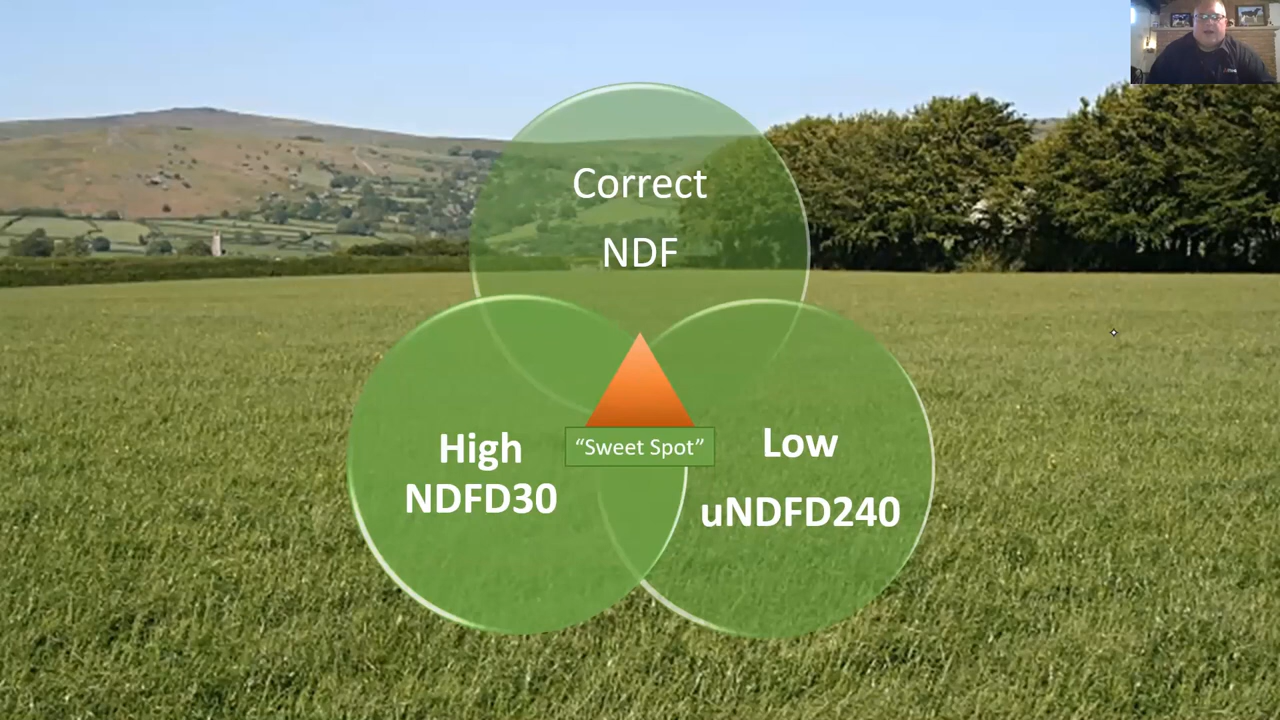 Correct
NDF
High
NDFD30
“Sweet Spot”
Low
uNDFD240